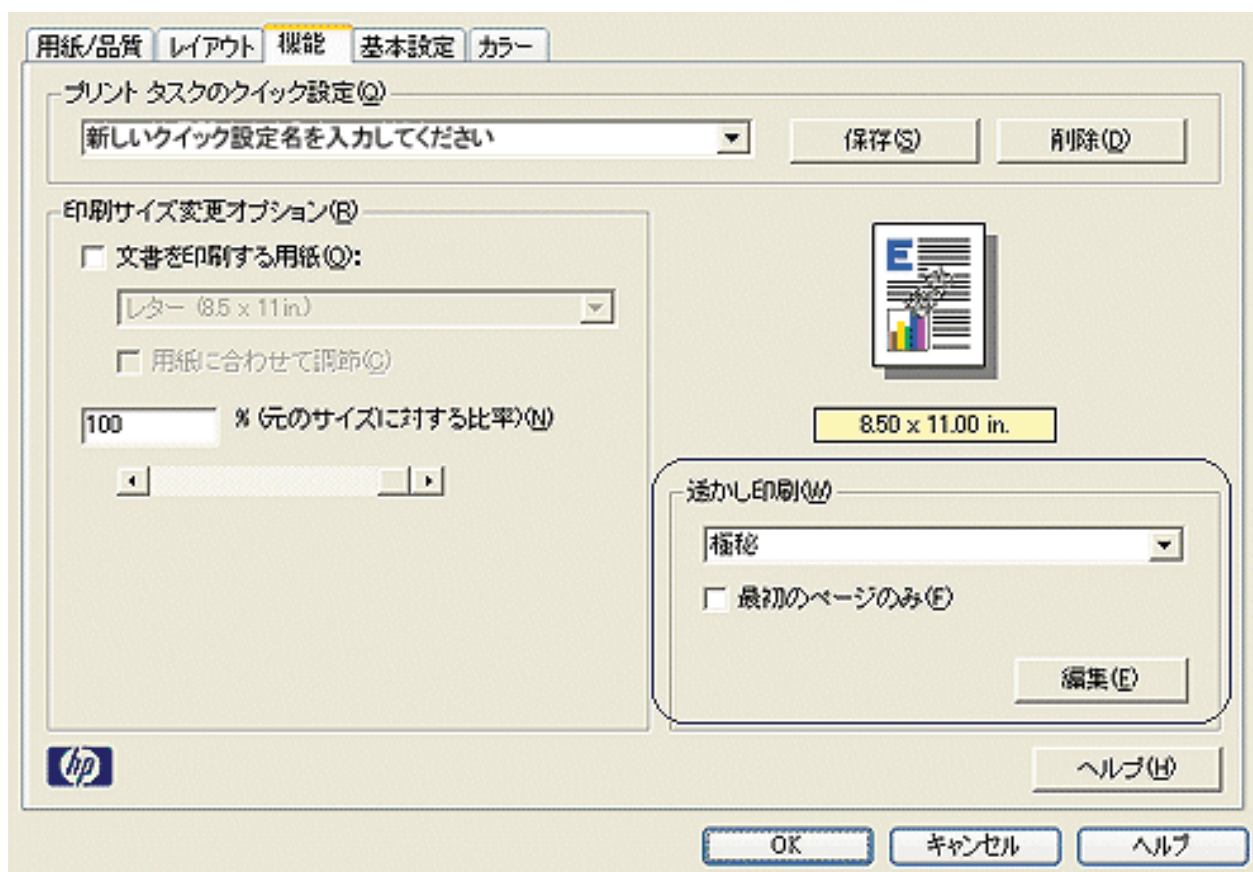 用紙/品質 レイアウト 機能 基本設定 カラー
プリント タスクのクイック設定(Q)
新しいクイック設定名を入力してください 保存(S) 削除(D)
印刷サイズ変更オプション(R)
文書を印刷する用紙(O):
レター (8.5 x 11 in.)
用紙に合わせて調節(C)
100 % (元のサイズに対する比率)(N)
E
8.50 x 11.00 in.
透かし印刷(W)
極秘
最初のページのみ(F)
編集(E)
hp
ヘルプ(H)
OK キャンセル ヘルプ